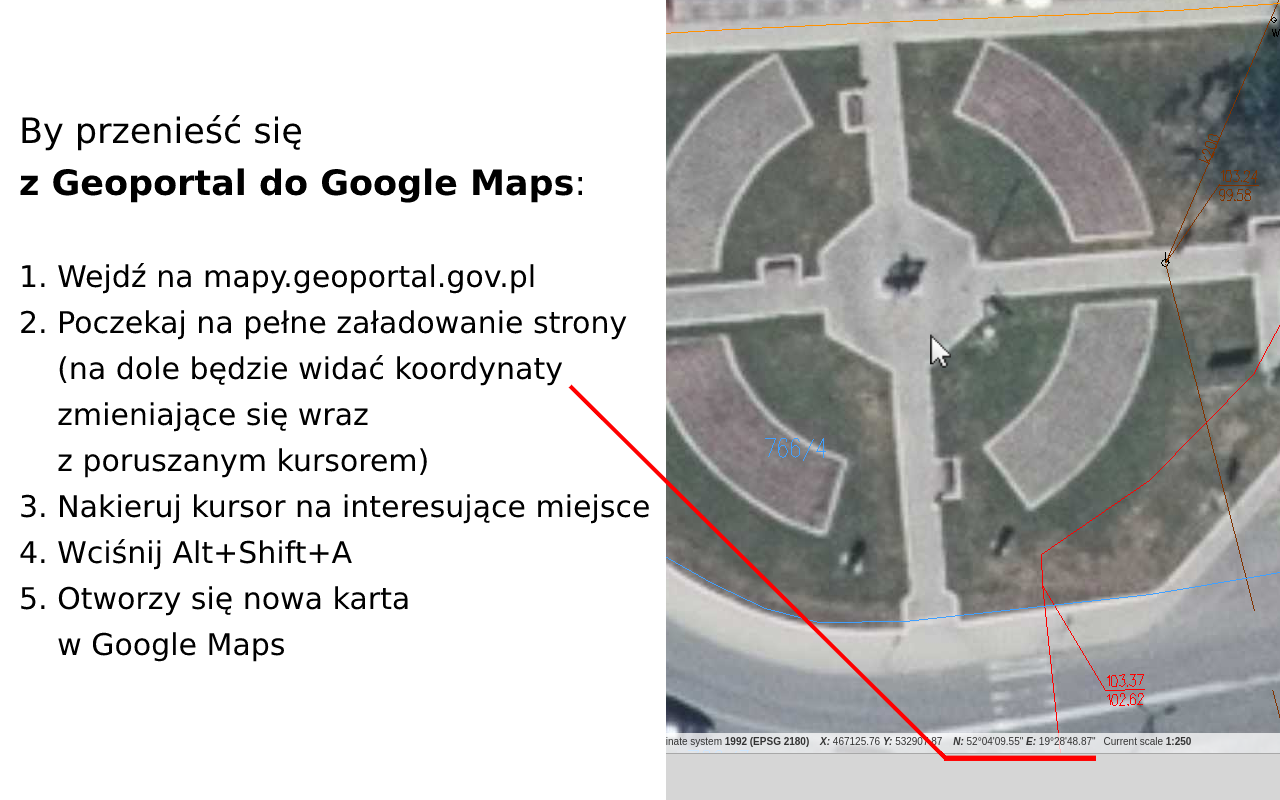 By przenieść się
z Geoportal do Google Maps:
1. Wejdź na mapy.geoportal.gov.pl
2. Poczekaj na pełne załadowanie strony
(na dole będzie widać koordynaty
zmieniające się wraz
z poruszanym kursorem)
3. Nakieruj kursor na interesujące miejsce
4. Wciśnij Alt+Shift+A
5. Otworzy się nowa karta
w Google Maps
99.58
766/4
103.37
102.62
inate system 1992 (EPSG 2180) X: 467125.76 Y: 532907.87 N: 52°04'09.55" E: 19°28'48.87" Current scale 1:250